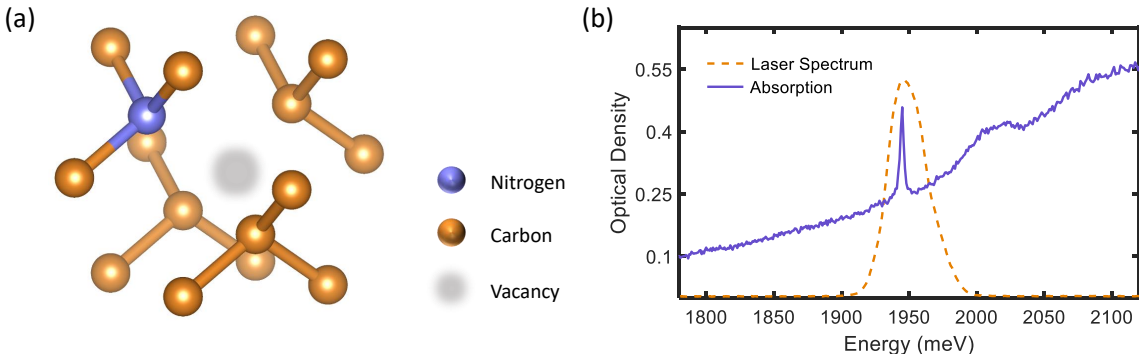 (a)
Nitrogen
Carbon
Vacancy
(b)
Laser Spectrum
Absorption
Optical Density
0.55
0.4
0.25
0.1
1800 1850 1900 1950 2000 2050 2100
Energy (meV)